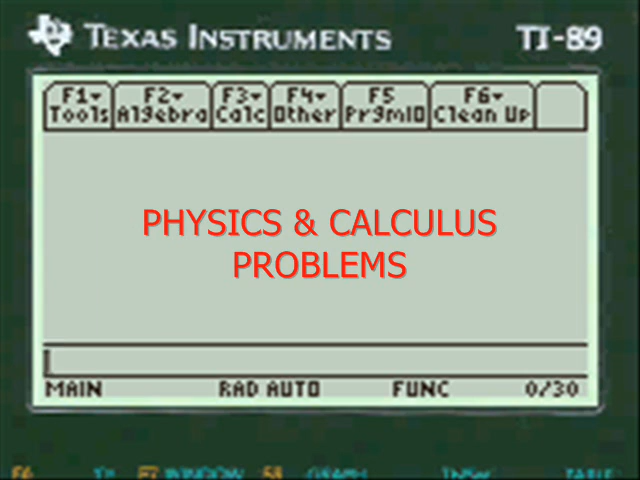 TEXAS INSTRUMENTS TI-89
F1 F2 F3 F4 F5 F6
Tools Algebra Calc Other PrgmIO Clean Up
PHYSICS & CALCULUS
PROBLEMS
MAIN RAD AUTO FUNC 0/30